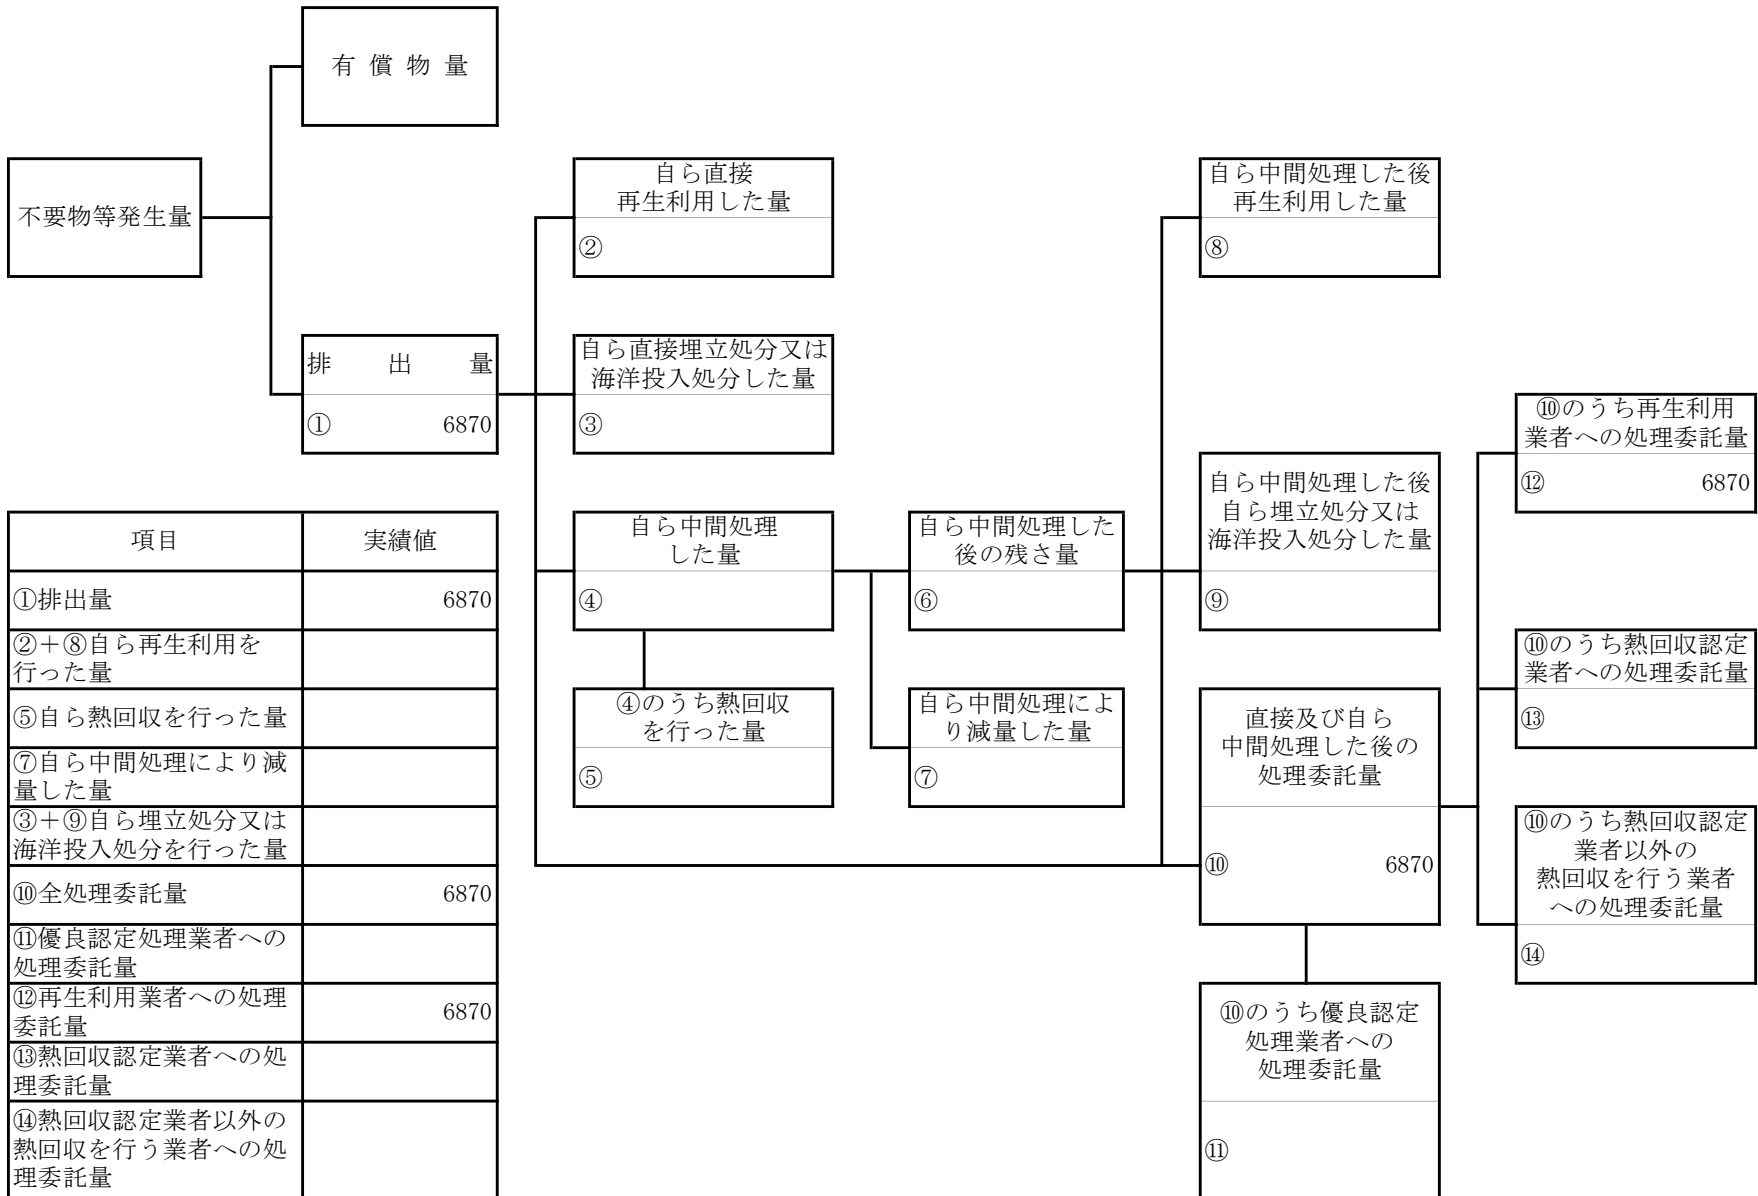 有償物量
不要物等発生量
自ら直接
再生利用した量
②
自ら中間処理した後
再生利用した量
⑧
排出量
① 6870
自ら直接埋立処分又は
海洋投入処分した量
③
⑩のうち再生利用
業者への処理委託量
⑫ 6870
自ら中間処理した後
自ら埋立処分又は
海洋投入処分した量
⑨
自ら中間処理
した量
④
自ら中間処理した
後の残さ量
⑥
⑩のうち熱回収認定
業者への処理委託量
⑬
④のうち熱回収
を行った量
⑤
自ら中間処理によ
り減量した量
⑦
直接及び自ら
中間処理した後の
処理委託量
⑩ 6870
⑩のうち熱回収認定
業者以外の
熱回収を行う業者
への処理委託量
⑭
⑩のうち優良認定
処理業者への
処理委託量
⑪
項目 実績値
①排出量 6870
②＋⑧自ら再生利用を
行った量
⑤自ら熱回収を行った量
⑦自ら中間処理により減
量した量
③＋⑨自ら埋立処分又は
海洋投入処分を行った量
⑩全処理委託量 6870
⑪優良認定処理業者への
処理委託量
⑫再生利用業者への処理
委託量 6870
⑬熱回収認定業者への処
理委託量
⑭熱回収認定業者以外の
熱回収を行う業者への処
理委託量